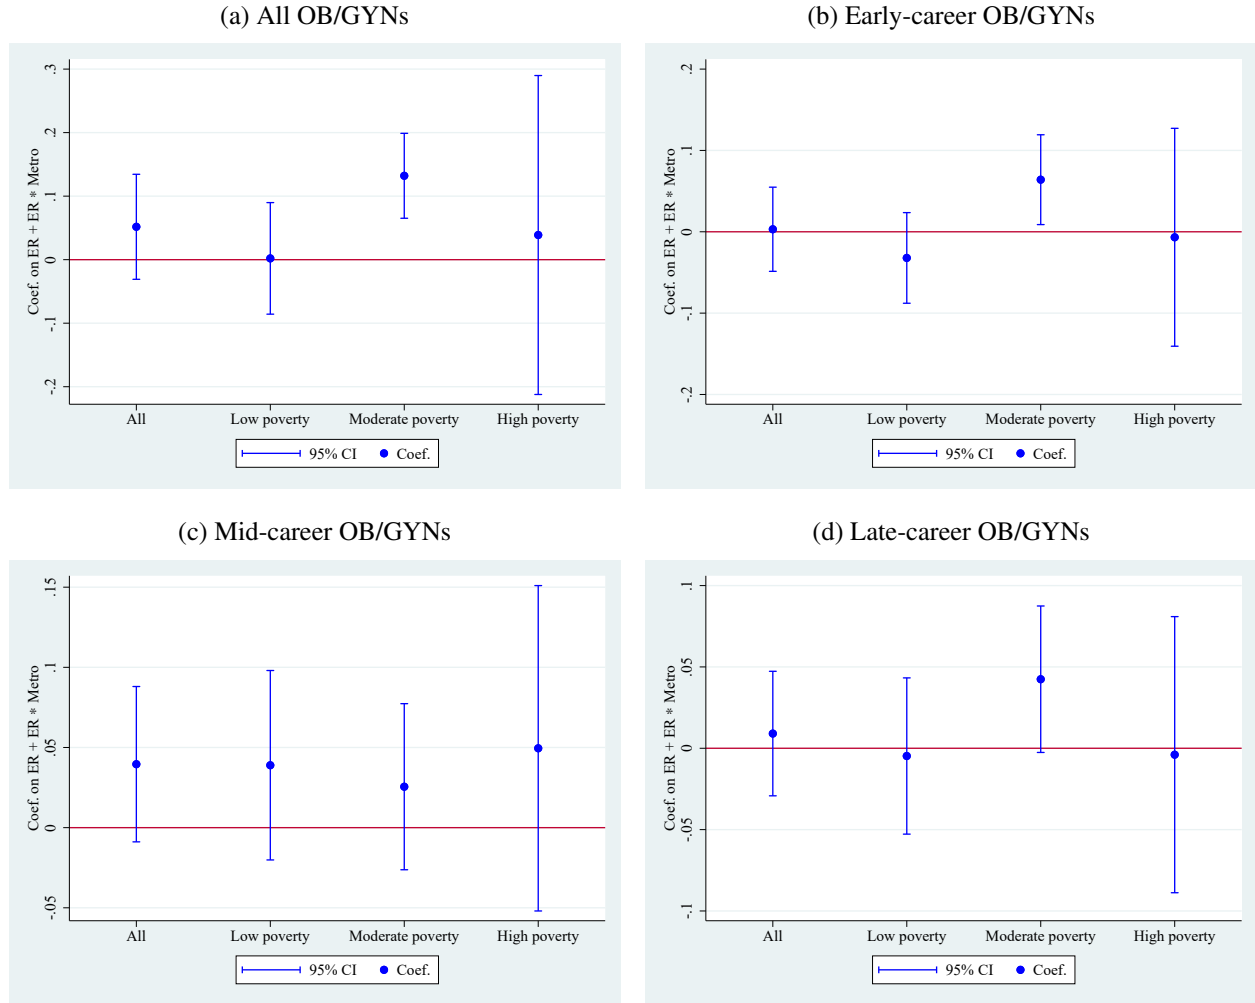 (a) All OB/GYNs
Coef. on ER + ER * Metro
.3
.2
.1
0
-.1
-.2
All Low poverty Moderate poverty High poverty
95% CI Coef.
(b) Early-career OB/GYNs
Coef. on ER + ER * Metro
.2
.1
0
-.1
-.2
All Low poverty Moderate poverty High poverty
95% CI Coef.
(c) Mid-career OB/GYNs
Coef. on ER + ER * Metro
.15
.1
.05
0
-.05
All Low poverty Moderate poverty High poverty
95% CI Coef.
(d) Late-career OB/GYNs
Coef. on ER + ER * Metro
.1
.05
0
-.05
-.1
All Low poverty Moderate poverty High poverty
95% CI Coef.